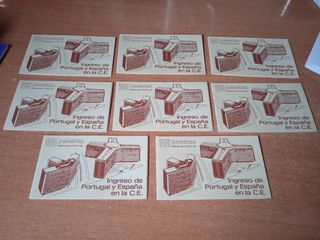 pesetas
Ingreso de
Portugal y España
en la C.E.
pesetas
Ingreso de
Portugal y España
en la C.E.
pesetas
Ingreso de
Portugal y España
en la C.E.
pesetas
Ingreso de
Portugal y España
en la C.E.
pesetas
Ingreso de
Portugal y España
en la C.E.
pesetas
Ingreso de
Portugal y España
en la C.E.
pesetas
Ingreso de
Portugal y España
en la C.E.
pesetas
Ingreso de
Portugal y España
en la C.E.